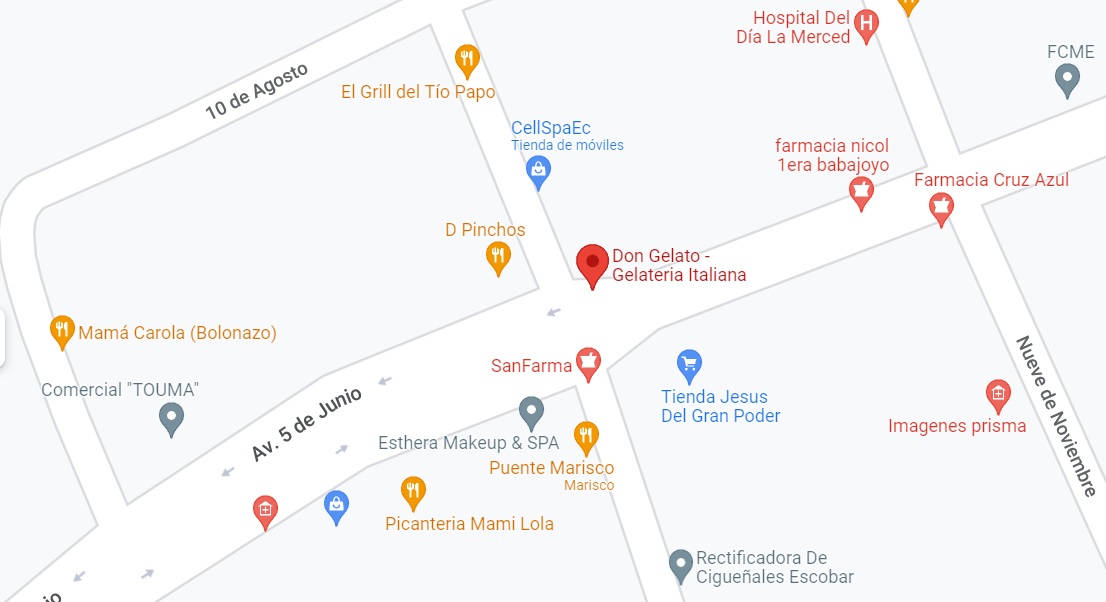 Hospital Del
Día La Merced
FCME
10 de Agosto
El Grill del Tío Papo
CellSpaEc
Tienda de móviles
farmacia nicol
1era babajoyo
Farmacia Cruz Azul
D Pinchos
Don Gelato -
Gelateria Italiana
Mamá Carola (Bolonazo)
SanFarma
Comercial "TOUMA"
Tienda Jesus
Del Gran Poder
Av. 5 de Junio
Nueve de Noviembre
Imagenes prisma
Esthera Makeup & SPA
Puente Marisco
Marisco
Picanteria Mami Lola
Rectificadora De
Cigueñales Escobar
io